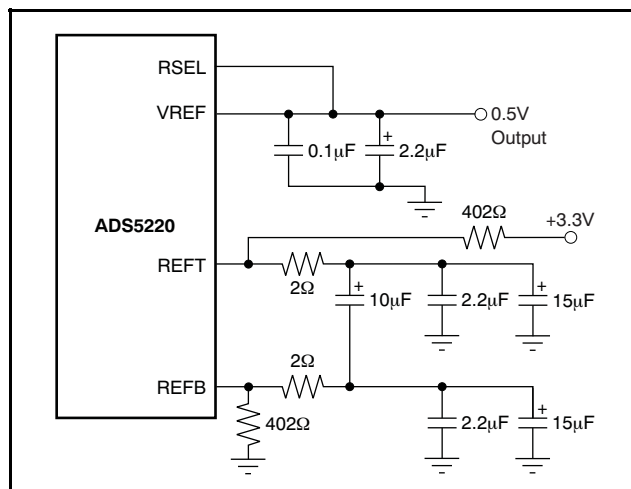 RSEL
VREF
0.5V
Output
+
0.1µF
2.2µF
ADS5220
402Ω
+3.3V
REFT
2Ω
+
10µF
2.2µF
+
15µF
2Ω
REFB
402Ω
2.2µF
+
15µF